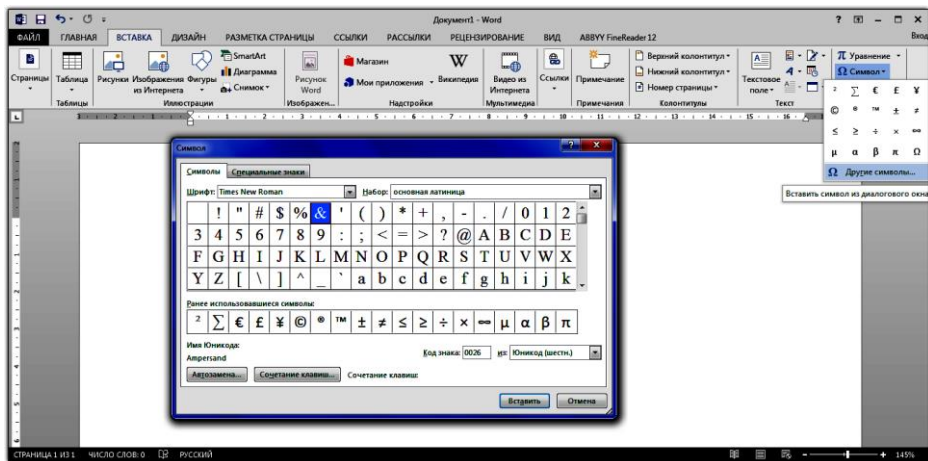 Документ1 - Word
ФАЙЛ ГЛАВНАЯ ВСТАВКА ДИЗАЙН РАЗМЕТКА СТРАНИЦЫ ССЫЛКИ РАССЫЛКИ РЕЦЕНЗИРОВАНИЕ ВИД ABBYY FineReader 12 Вход
Страницы
Таблица
Таблицы
Рисунки
Изображения из Интернета
Фигуры
SmartArt
Диаграмма
Снимок
Иллюстрации
Рисунок Word
Изображен...
Магазин
Мои приложения
Википедия
Надстройки
Видео из Интернета
Мультимедиа
Ссылки
Примечание
Примечания
Верхний колонтитул
Нижний колонтитул
Номер страницы
Колонтитулы
Текстовое поле
Текст
π Уравнение
Ω Символ
² ∑ € £ ¥
© ® ™ ± ≠
≤ ≥ ÷ × ∞
µ α β π Ω
Ω Другие символы...
Вставить символ из диалогового окна
Символ
Символы Специальные знаки
Шрифт: Times New Roman Набор: основная латиница
! " # $ % & ' ( ) * + , - . / 0 1 2
3 4 5 6 7 8 9 : ; < = > ? @ A B C D E
F G H I J K L M N O P Q R S T U V W X
Y Z [ \ ] ^ _ ` a b c d e f g h i j k
Ранее использовавшиеся символы:
² ∑ € £ ¥ © ® ™ ± ≠ ≤ ≥ ÷ × ∞ µ α β π
Имя Юникода:
Ampersand
Код знака: 0026 из: Юникод (шестн.)
Автозамена... Сочетание клавиш... Сочетание клавиш:
Вставить Отмена
СТРАНИЦА 1 ИЗ 1 ЧИСЛО СЛОВ: 0 РУССКИЙ 145%